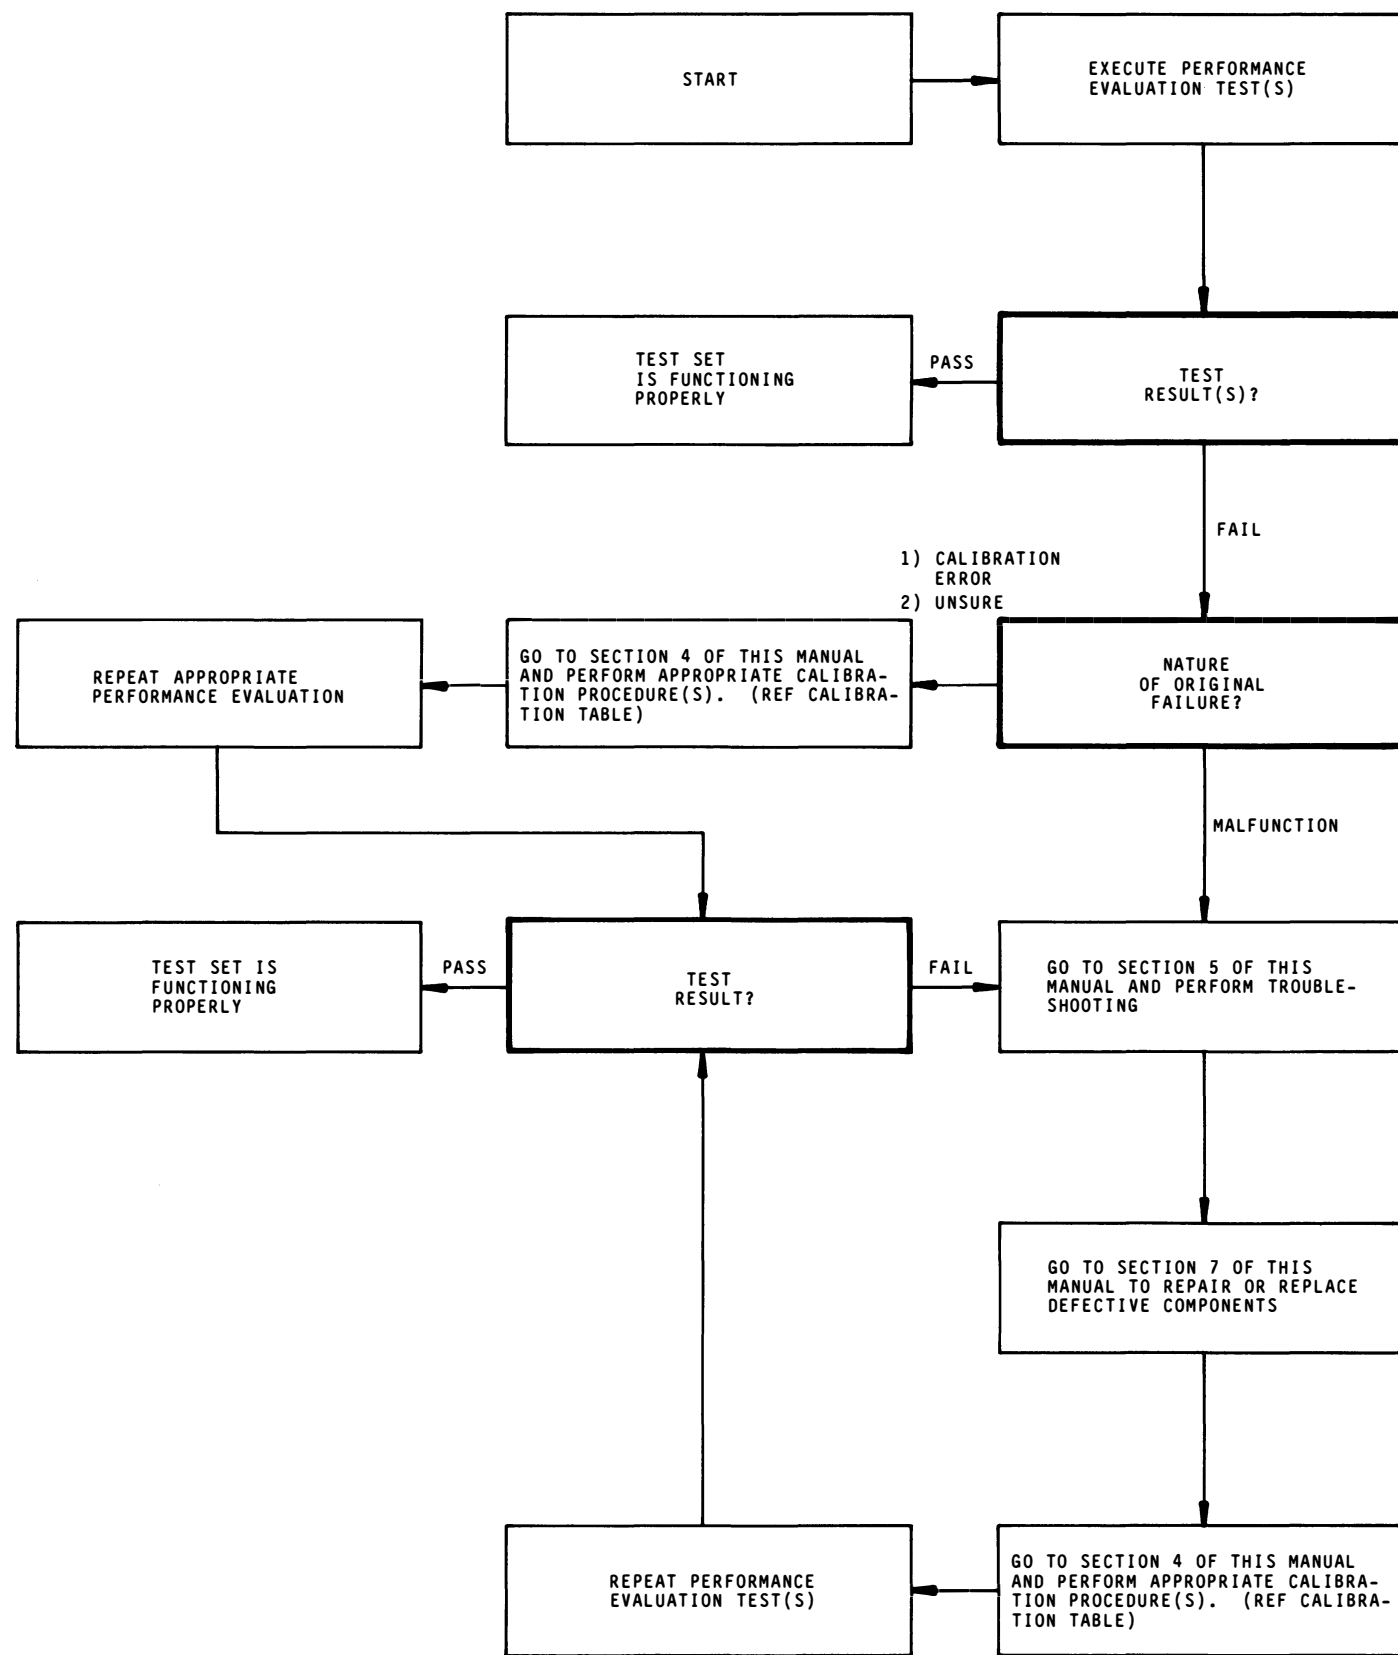 START
EXECUTE PERFORMANCE
EVALUATION TEST(S)
TEST SET
IS FUNCTIONING
PROPERLY
PASS
TEST
RESULT(S)?
FAIL
1) CALIBRATION
ERROR
2) UNSURE
REPEAT APPROPRIATE
PERFORMANCE EVALUATION
GO TO SECTION 4 OF THIS MANUAL
AND PERFORM APPROPRIATE CALIBRA-
TION PROCEDURE(S). (REF CALIBRA-
TION TABLE)
NATURE
OF ORIGINAL
FAILURE?
MALFUNCTION
TEST SET IS
FUNCTIONING
PROPERLY
PASS
TEST
RESULT?
FAIL
GO TO SECTION 5 OF THIS
MANUAL AND PERFORM TROUBLE-
SHOOTING
GO TO SECTION 7 OF THIS
MANUAL TO REPAIR OR REPLACE
DEFECTIVE COMPONENTS
REPEAT PERFORMANCE
EVALUATION TEST(S)
GO TO SECTION 4 OF THIS MANUAL
AND PERFORM APPROPRIATE CALIBRA-
TION PROCEDURE(S). (REF CALIBRA-
TION TABLE)